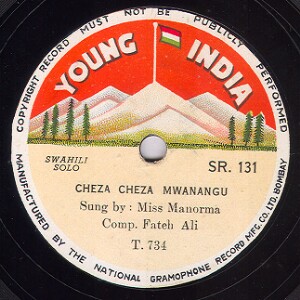 COPYRIGHT RECORD MUST NOT BE PUBLICLY PERFORMED
YOUNG INDIA
SWAHILI
SOLO
SR. 131
CHEZA CHEZA MWANANGU
Sung by : Miss Manorma
Comp. Fateh Ali
T. 734
MANUFACTURED BY THE NATIONAL GRAMOPHONE RECORD MFG. CO. LTD. BOMBAY